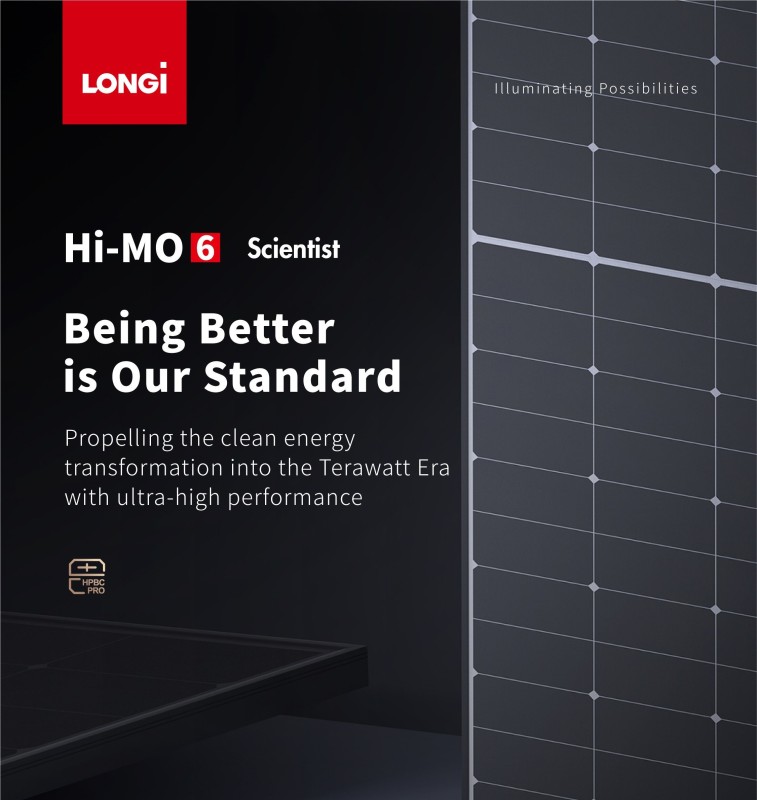 LONGi
Illuminating Possibilities
Hi-MO 6 Scientist
Being Better
is Our Standard
Propelling the clean energy
transformation into the Terawatt Era
with ultra-high performance
HPBC
PRO